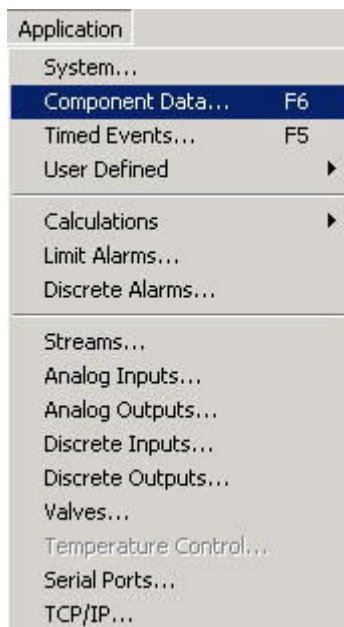 Application
System...
Component Data... F6
Timed Events... F5
User Defined
Calculations
Limit Alarms...
Discrete Alarms...
Streams...
Analog Inputs...
Analog Outputs...
Discrete Inputs...
Discrete Outputs...
Valves...
Temperature Control...
Serial Ports...
TCP/IP...